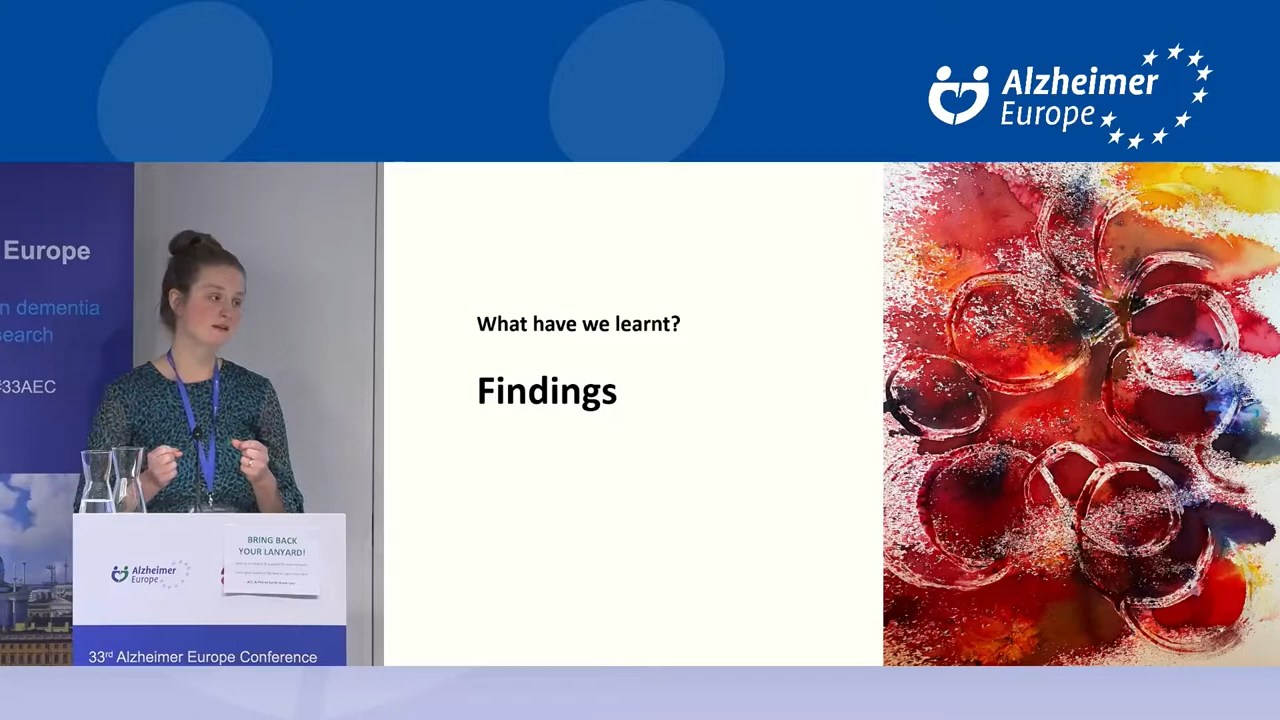 Alzheimer
Europe
Europe
n dementia
search
#33AEC
What have we learnt?
Findings
BRING BACK
YOUR LANYARD!
Alzheimer
Europe
33rd Alzheimer Europe Conference